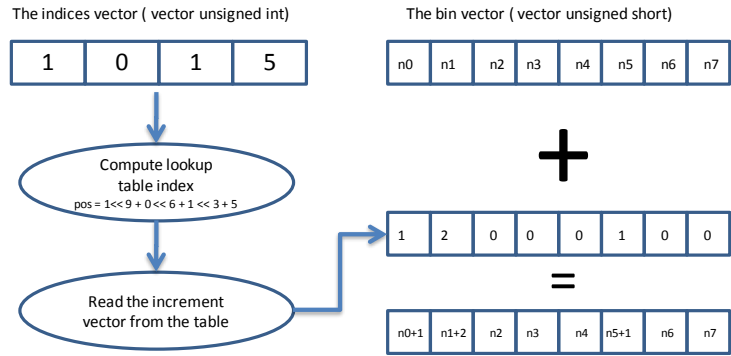 The indices vector ( vector unsigned int)
1 0 1 5
Compute lookup
table index
pos = 1<< 9 + 0 << 6 + 1 << 3 + 5
Read the increment
vector from the table
The bin vector ( vector unsigned short)
n0 n1 n2 n3 n4 n5 n6 n7
+
1 2 0 0 0 1 0 0
=
n0+1 n1+2 n2 n3 n4 n5+1 n6 n7